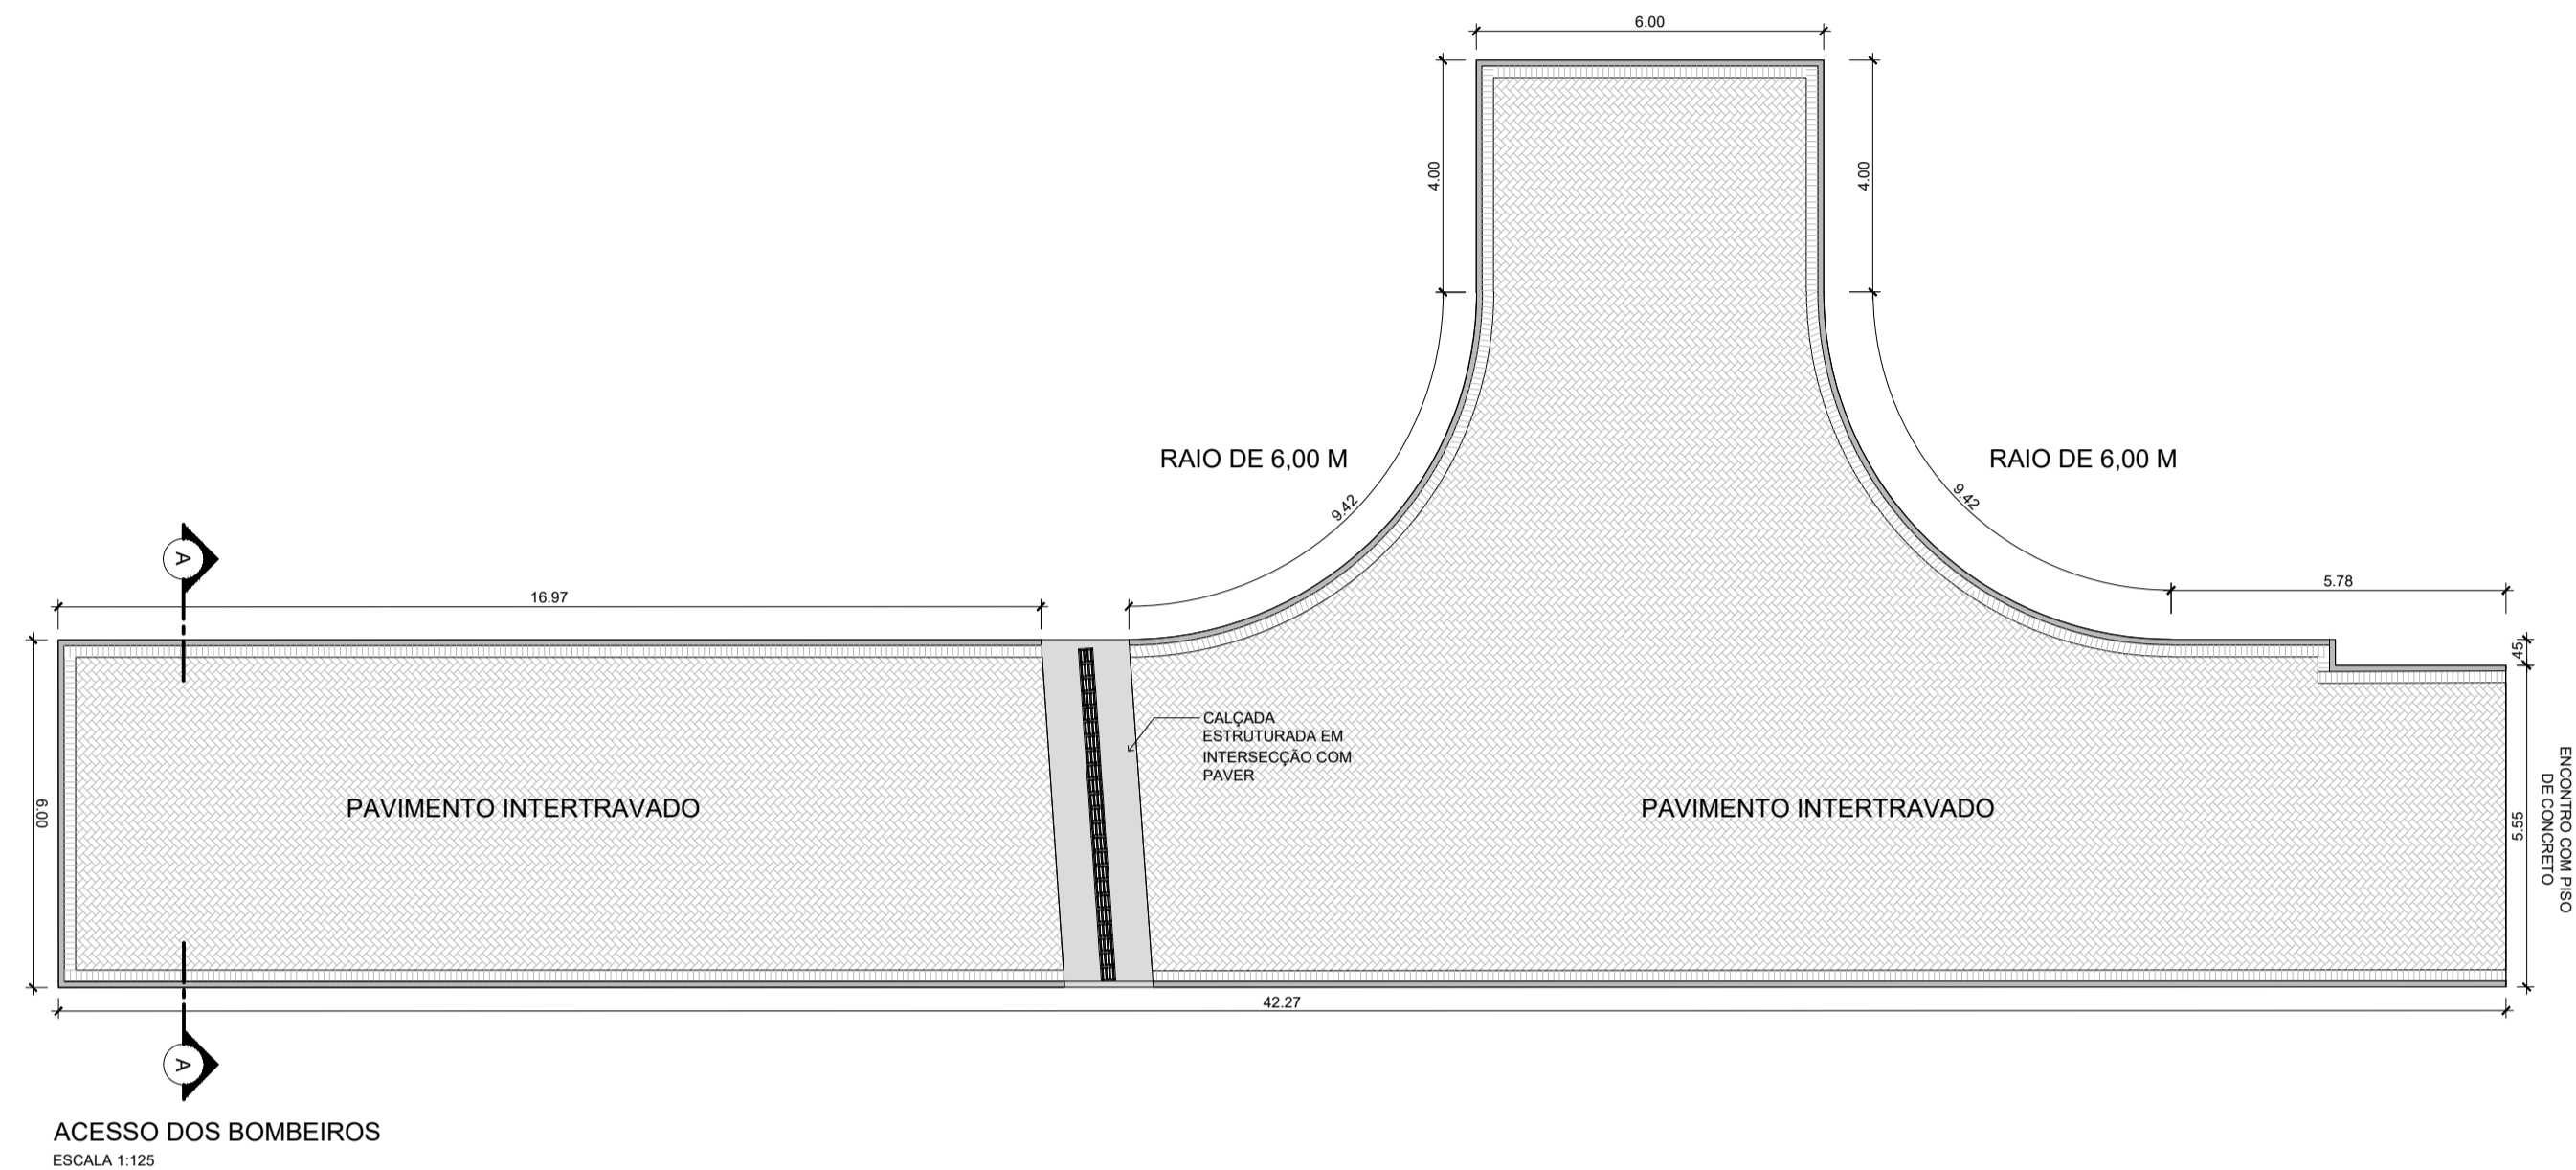 6.00
4.00
4.00
RAIO DE 6,00 M
RAIO DE 6,00 M
9.42
9.42
A
16.97
5.78
45
CALÇADA
ESTRUTURADA EM
INTERSECÇÃO COM
PAVER
6.00
PAVIMENTO INTERTRAVADO
PAVIMENTO INTERTRAVADO
5.55
ENCONTRO COM PISO
DE CONCRETO
42.27
A
ACESSO DOS BOMBEIROS
ESCALA 1:125